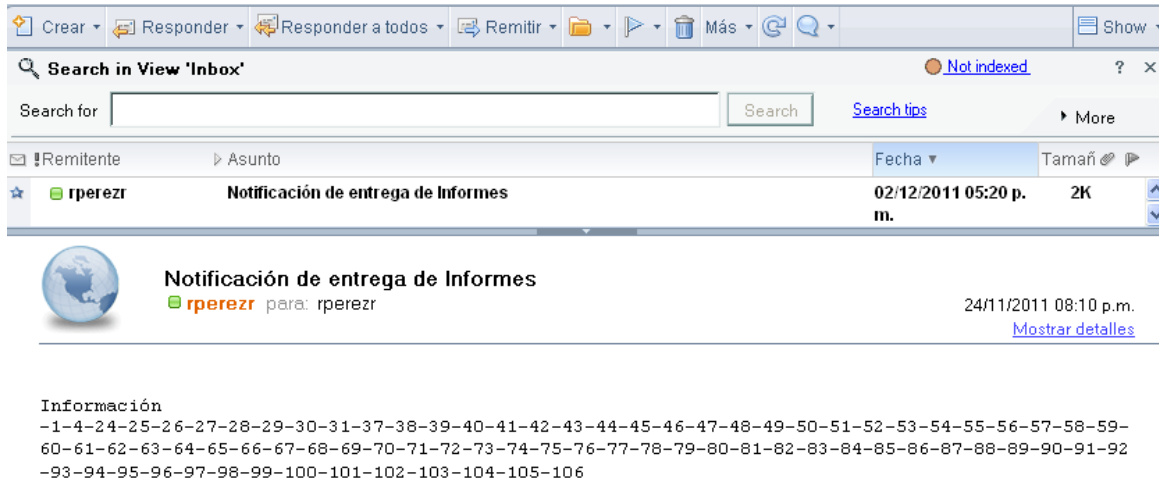 Crear Responder Responder a todos Remitir Más Show
Search in View 'Inbox' Not indexed ? ×
Search for Search Search tips More
!Remitente Asunto Fecha Tamañ
rperezr Notificación de entrega de Informes 02/12/2011 05:20 p. 2K
m.
Notificación de entrega de Informes
rperezr para: rperezr 24/11/2011 08:10 p.m.
Mostrar detalles
Información
-1-4-24-25-26-27-28-29-30-31-37-38-39-40-41-42-43-44-45-46-47-48-49-50-51-52-53-54-55-56-57-58-59-
60-61-62-63-64-65-66-67-68-69-70-71-72-73-74-75-76-77-78-79-80-81-82-83-84-85-86-87-88-89-90-91-92
-93-94-95-96-97-98-99-100-101-102-103-104-105-106